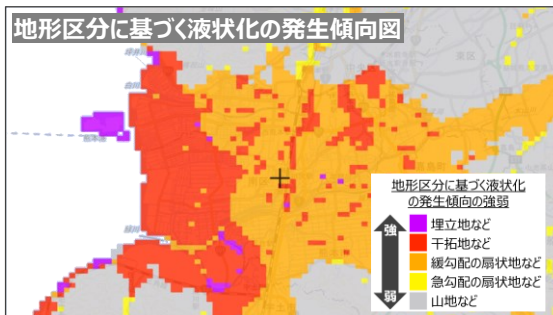 地形区分に基づく液状化の発生傾向図
地形区分に基づく液状化
の発生傾向の強弱
強
埋立地など
干拓地など
緩勾配の扇状地など
急勾配の扇状地など
弱
山地など